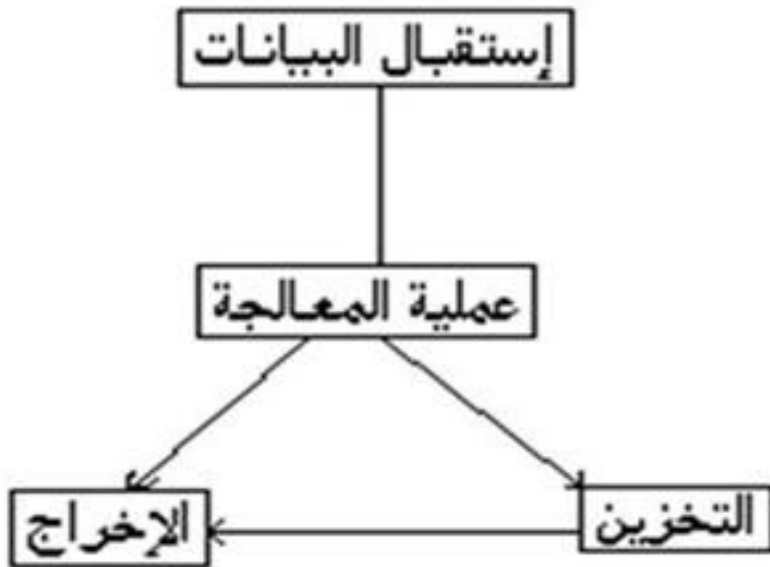 إستقبال البيانات
عملية المعالجة
التخزين
الإخراج